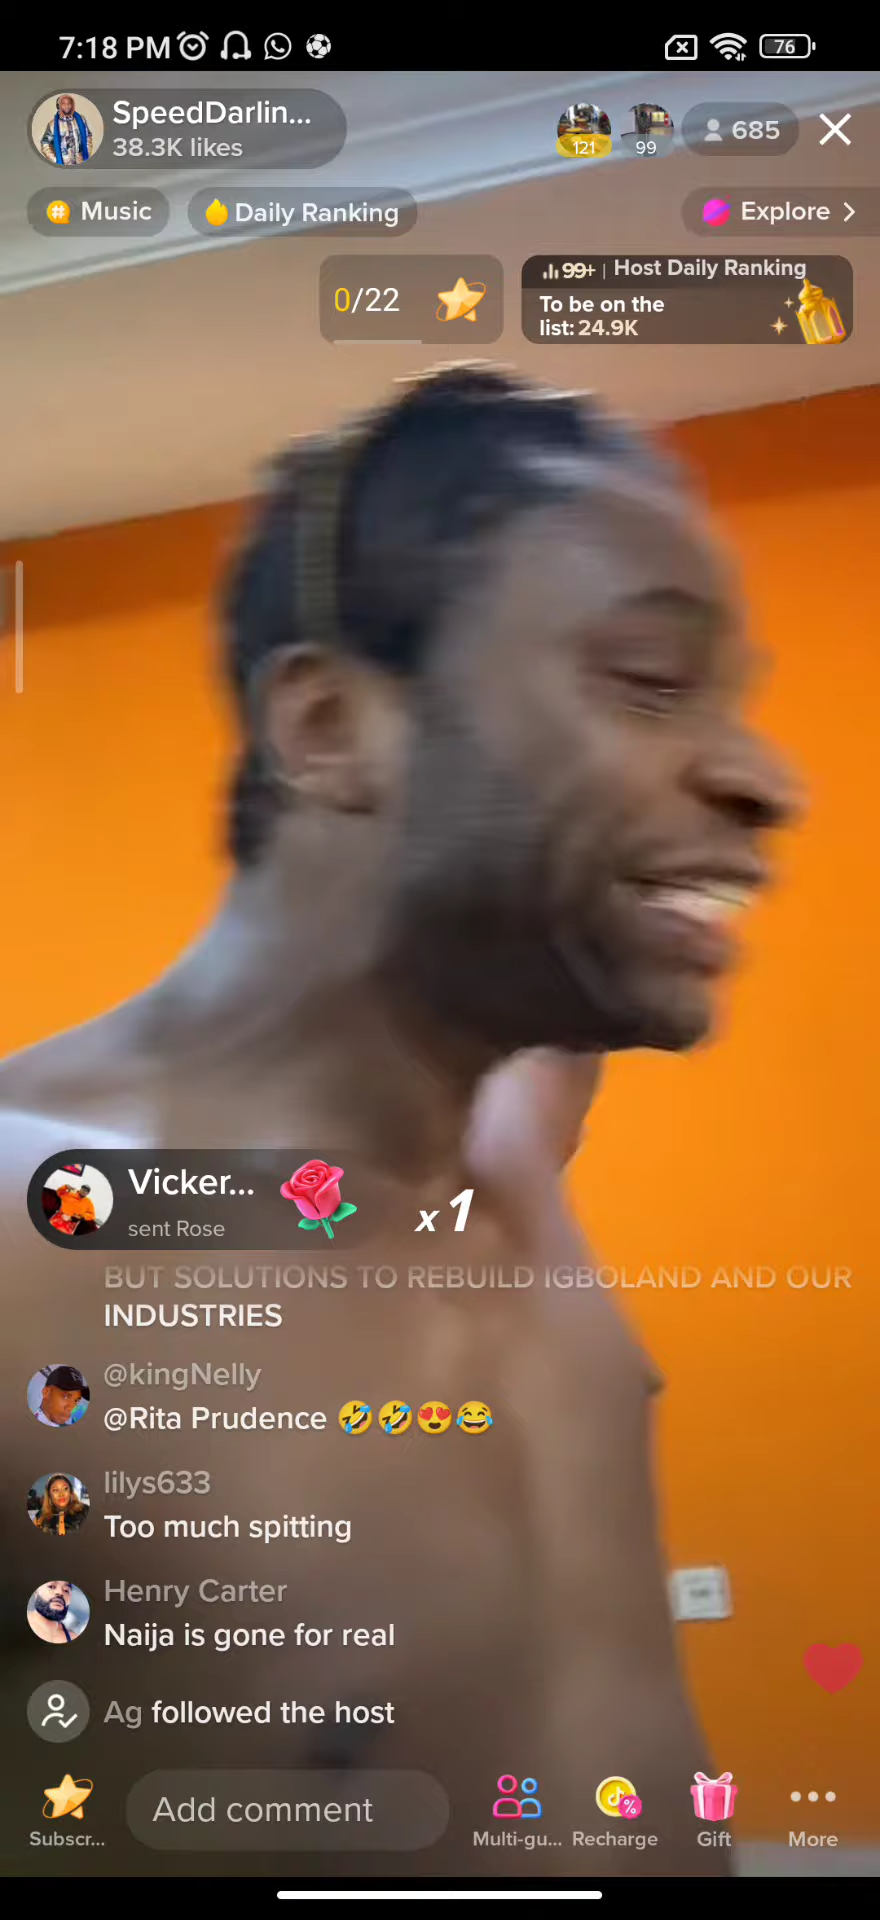 7:18 PM
76
SpeedDarlin...
38.3K likes
121
99
685
Music
Daily Ranking
Explore
0/22
99+ | Host Daily Ranking
To be on the
list: 24.9K
Vicker...
sent Rose
x1
BUT SOLUTIONS TO REBUILD IGBOLAND AND OUR
INDUSTRIES
@kingNelly
@Rita Prudence 🤣🤣😍😂
lilys633
Too much spitting
Henry Carter
Naija is gone for real
Ag followed the host
Add comment
Subscr...
Multi-gu...
Recharge
Gift
More